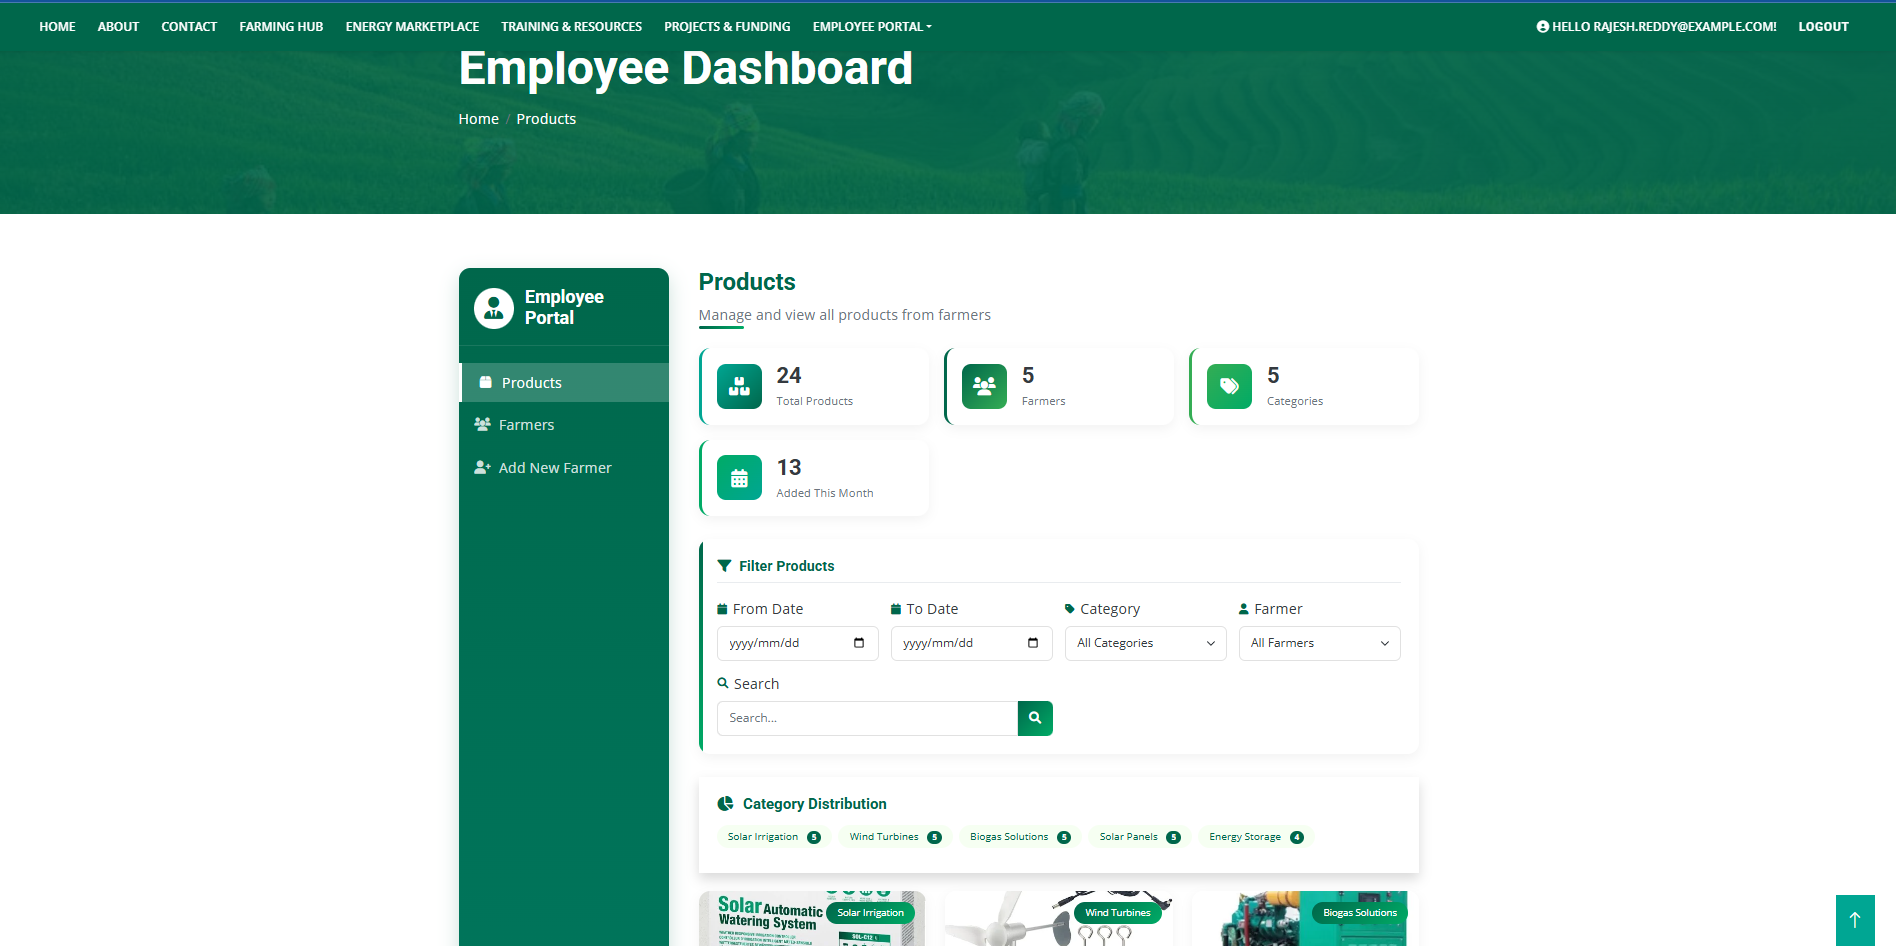 HOME ABOUT CONTACT FARMING HUB ENERGY MARKETPLACE TRAINING & RESOURCES PROJECTS & FUNDING EMPLOYEE PORTAL HELLO RAJESH.REDDY@EXAMPLE.COM! LOGOUT
Employee Dashboard
Home / Products
Employee
Portal
Products
Farmers
Add New Farmer
Products
Manage and view all products from farmers
24
Total Products
5
Farmers
5
Categories
13
Added This Month
Filter Products
From Date To Date Category Farmer
yyyy/mm/dd yyyy/mm/dd All Categories All Farmers
Search
Search...
Category Distribution
Solar Irrigation 5 Wind Turbines 5 Biogas Solutions 5 Solar Panels 5 Energy Storage 4
Solar Automatic
Watering System
Solar Irrigation
Wind Turbines
Biogas Solutions